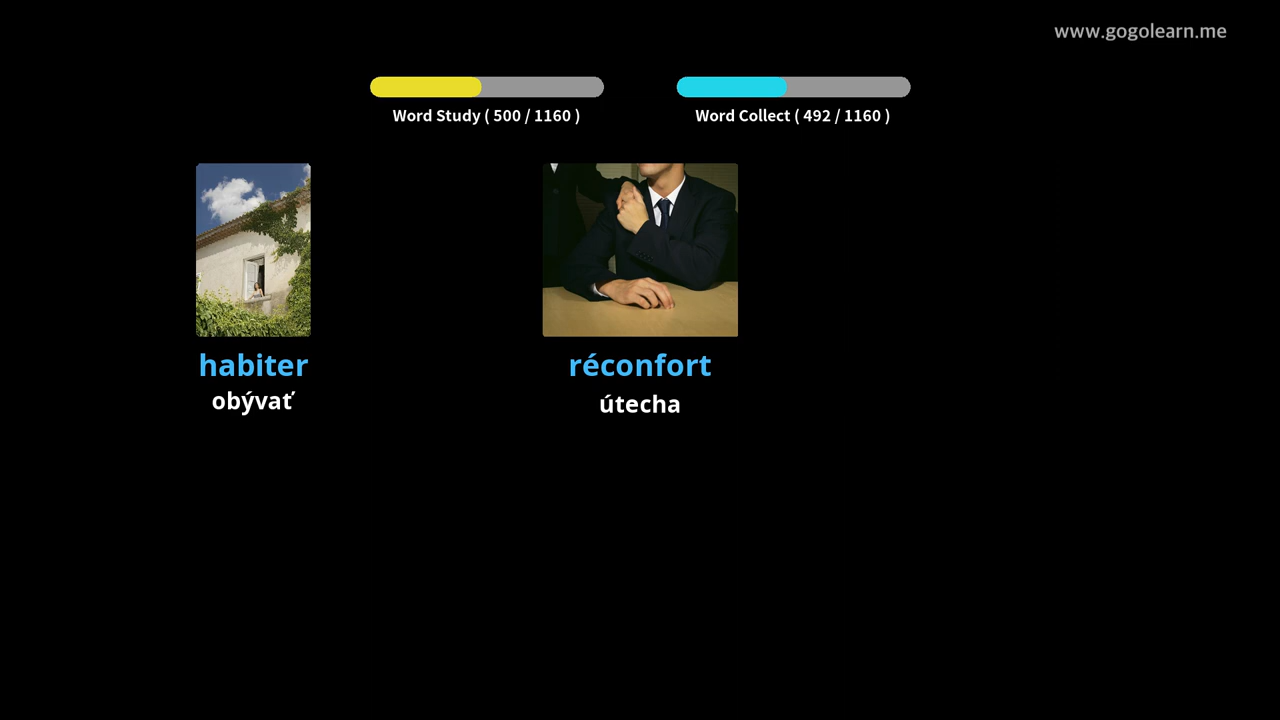 www.gogolearn.me
Word Study ( 500 / 1160 )
Word Collect ( 492 / 1160 )
habiter
obývať
réconfort
útecha